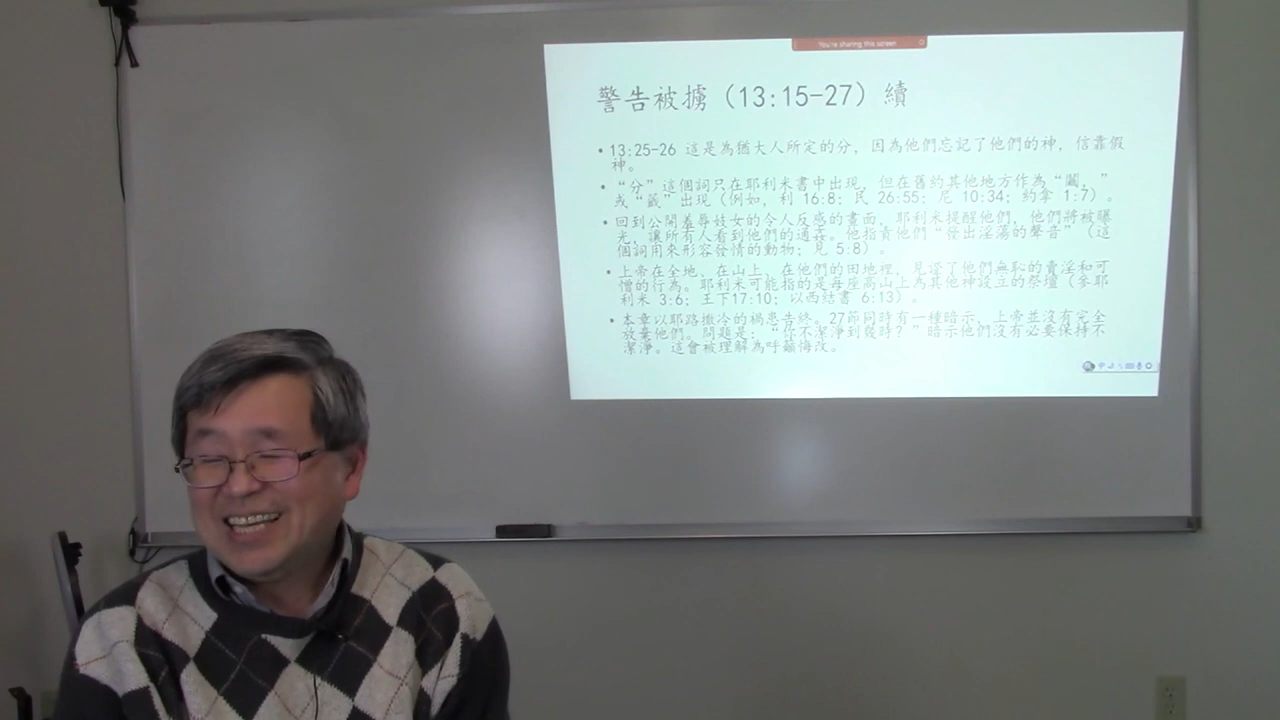 You're sharing this screen
警告被擄（13:15-27）續
• 13:25-26 這是為猶大人所定的分，因為他們忘記了他們的神，信靠假
神。
• “分”這個詞只在耶利米書中出現，但在舊約其他地方作為“鬮，”
或“籤”出現（例如，利 16:8；民 26:55；尼 10:34；約拿 1:7）。
• 回到公開羞辱妓女的令人反感的畫面，耶利米提醒他們，他們將被曝
光，讓所有人看到他們的通姦。他指責他們“發出淫蕩的聲音”（這
個詞用來形容發情的動物；見 5:8）。
• 上帝在全地、在山上、在他們的田地裡，見證了他們無恥的賣淫和可
憎的行為。耶利米可能指的是每座高山上為其他神設立的祭壇（參耶
利米 3:6；王下17:10；以西結書 6:13）。
• 本章以耶路撒冷的禍患告終，27節同時有一種暗示，上帝並沒有完全
放棄他們。問題是：“你不潔淨到幾時？”暗示他們沒有必要保持不
潔淨。這會被理解為呼籲悔改。